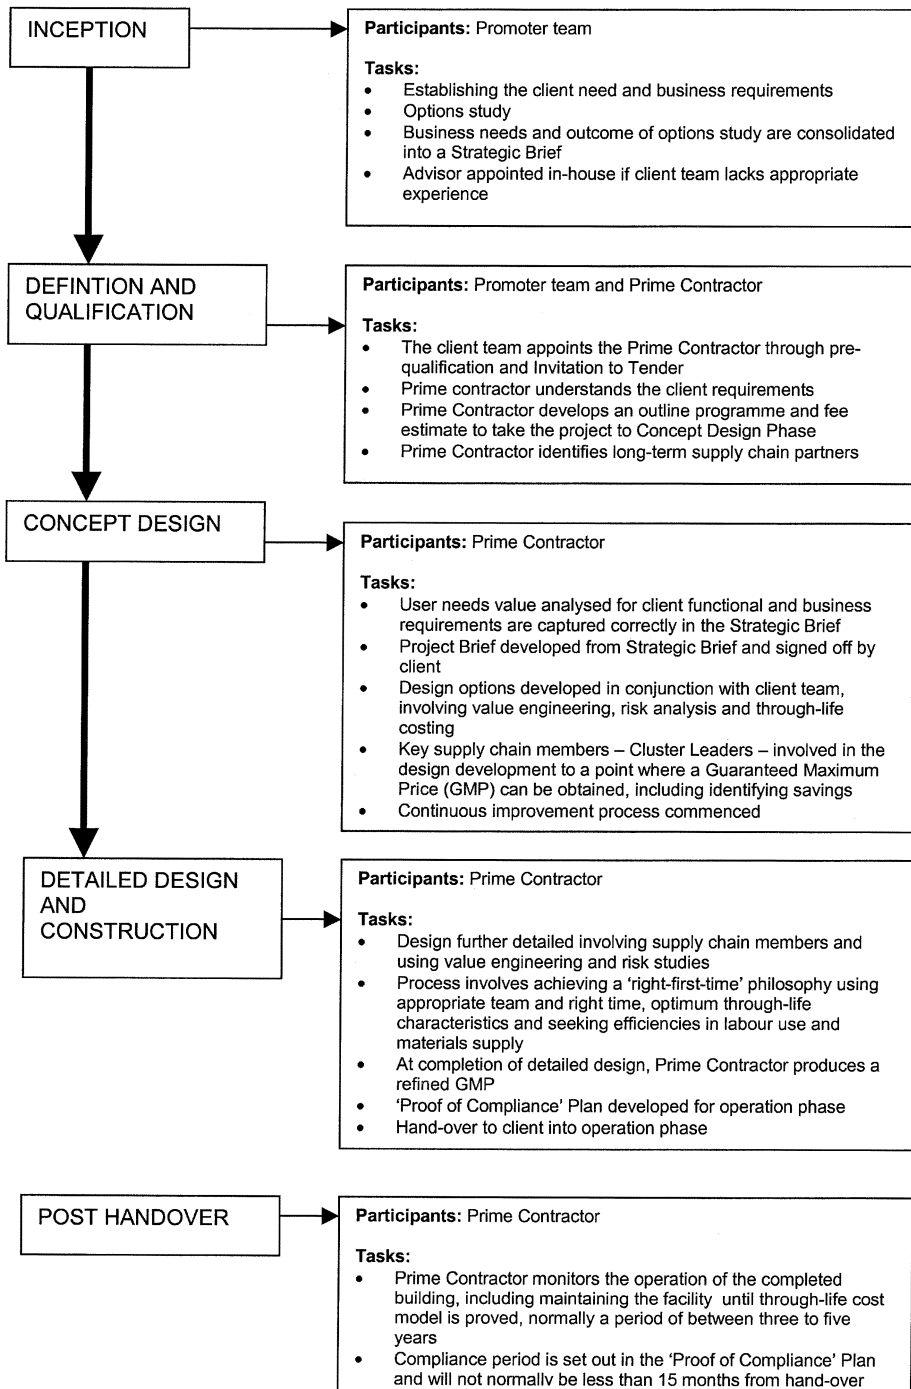 INCEPTION
Participants: Promoter team
Tasks:
• Establishing the client need and business requirements
• Options study
• Business needs and outcome of options study are consolidated
into a Strategic Brief
• Advisor appointed in-house if client team lacks appropriate
experience
DEFINTION AND
QUALIFICATION
Participants: Promoter team and Prime Contractor
Tasks:
• The client team appoints the Prime Contractor through pre-
qualification and Invitation to Tender
• Prime contractor understands the client requirements
• Prime Contractor develops an outline programme and fee
estimate to take the project to Concept Design Phase
• Prime Contractor identifies long-term supply chain partners
CONCEPT DESIGN
Participants: Prime Contractor
Tasks:
• User needs value analysed for client functional and business
requirements are captured correctly in the Strategic Brief
• Project Brief developed from Strategic Brief and signed off by
client
• Design options developed in conjunction with client team,
involving value engineering, risk analysis and through-life
costing
• Key supply chain members – Cluster Leaders – involved in the
design development to a point where a Guaranteed Maximum
Price (GMP) can be obtained, including identifying savings
• Continuous improvement process commenced
DETAILED DESIGN
AND
CONSTRUCTION
Participants: Prime Contractor
Tasks:
• Design further detailed involving supply chain members and
using value engineering and risk studies
• Process involves achieving a ‘right-first-time’ philosophy using
appropriate team and right time, optimum through-life
characteristics and seeking efficiencies in labour use and
materials supply
• At completion of detailed design, Prime Contractor produces a
refined GMP
• ‘Proof of Compliance’ Plan developed for operation phase
• Hand-over to client into operation phase
POST HANDOVER
Participants: Prime Contractor
Tasks:
• Prime Contractor monitors the operation of the completed
building, including maintaining the facility until through-life cost
model is proved, normally a period of between three to five
years
• Compliance period is set out in the ‘Proof of Compliance’ Plan
and will not normally be less than 15 months from hand-over